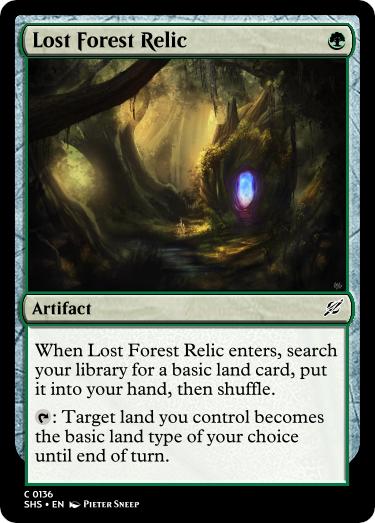 Lost Forest Relic
Artifact
When Lost Forest Relic enters, search
your library for a basic land card, put
it into your hand, then shuffle.
: Target land you control becomes
the basic land type of your choice
until end of turn.
C 0136
SHS • EN Pieter Sneep